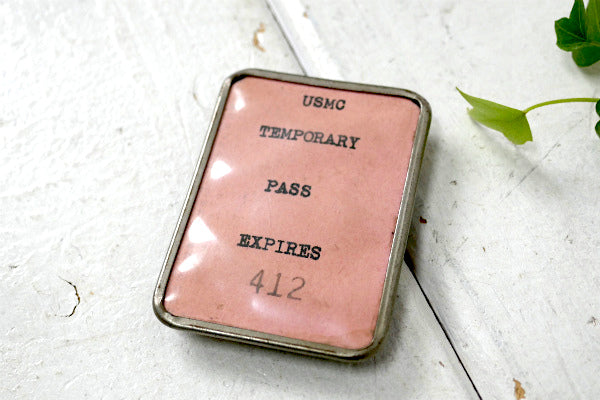 USMC
TEMPORARY
PASS
EXPIRES
412